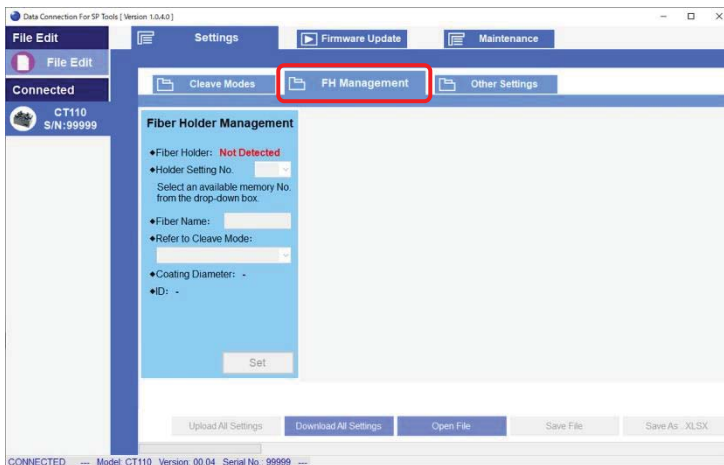 Data Connection For SP Tools [ Version 1.0.4.0 ]
File Edit
Settings
Firmware Update
Maintenance
File Edit
Connected
Cleave Modes
FH Management
Other Settings
CT110
S/N:99999
Fiber Holder Management
◆Fiber Holder: Not Detected
◆Holder Setting No.
Select an available memory No.
from the drop-down box.
◆Fiber Name:
◆Refer to Cleave Mode:
◆Coating Diameter: -
◆ID: -
Set
Upload All Settings
Download All Settings
Open File
Save File
Save As .XLSX
CONNECTED --- Model: CT110 Version: 00.04 Serial No.: 99999 ---